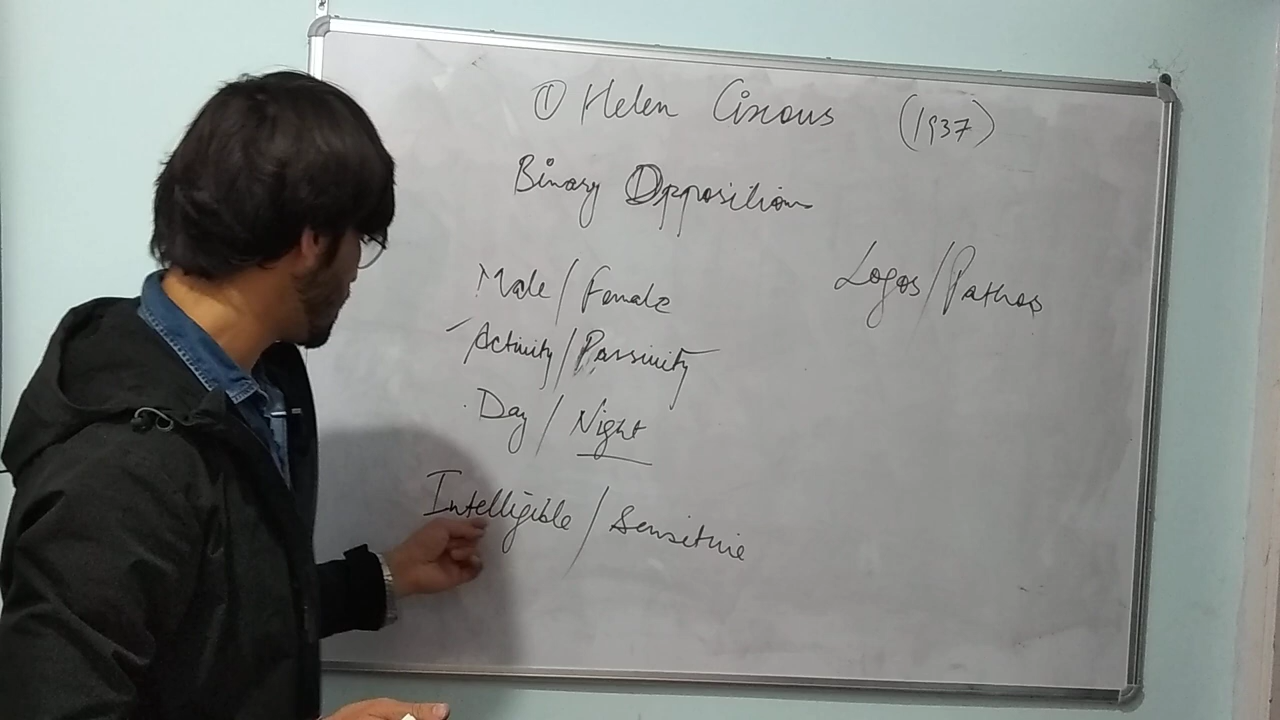 ① Helen Cixous (1937)
Binary Opposition
Male / Female
Logos / Pathos
Activity / Passivity
Day / Night
Intelligible / Sensitive